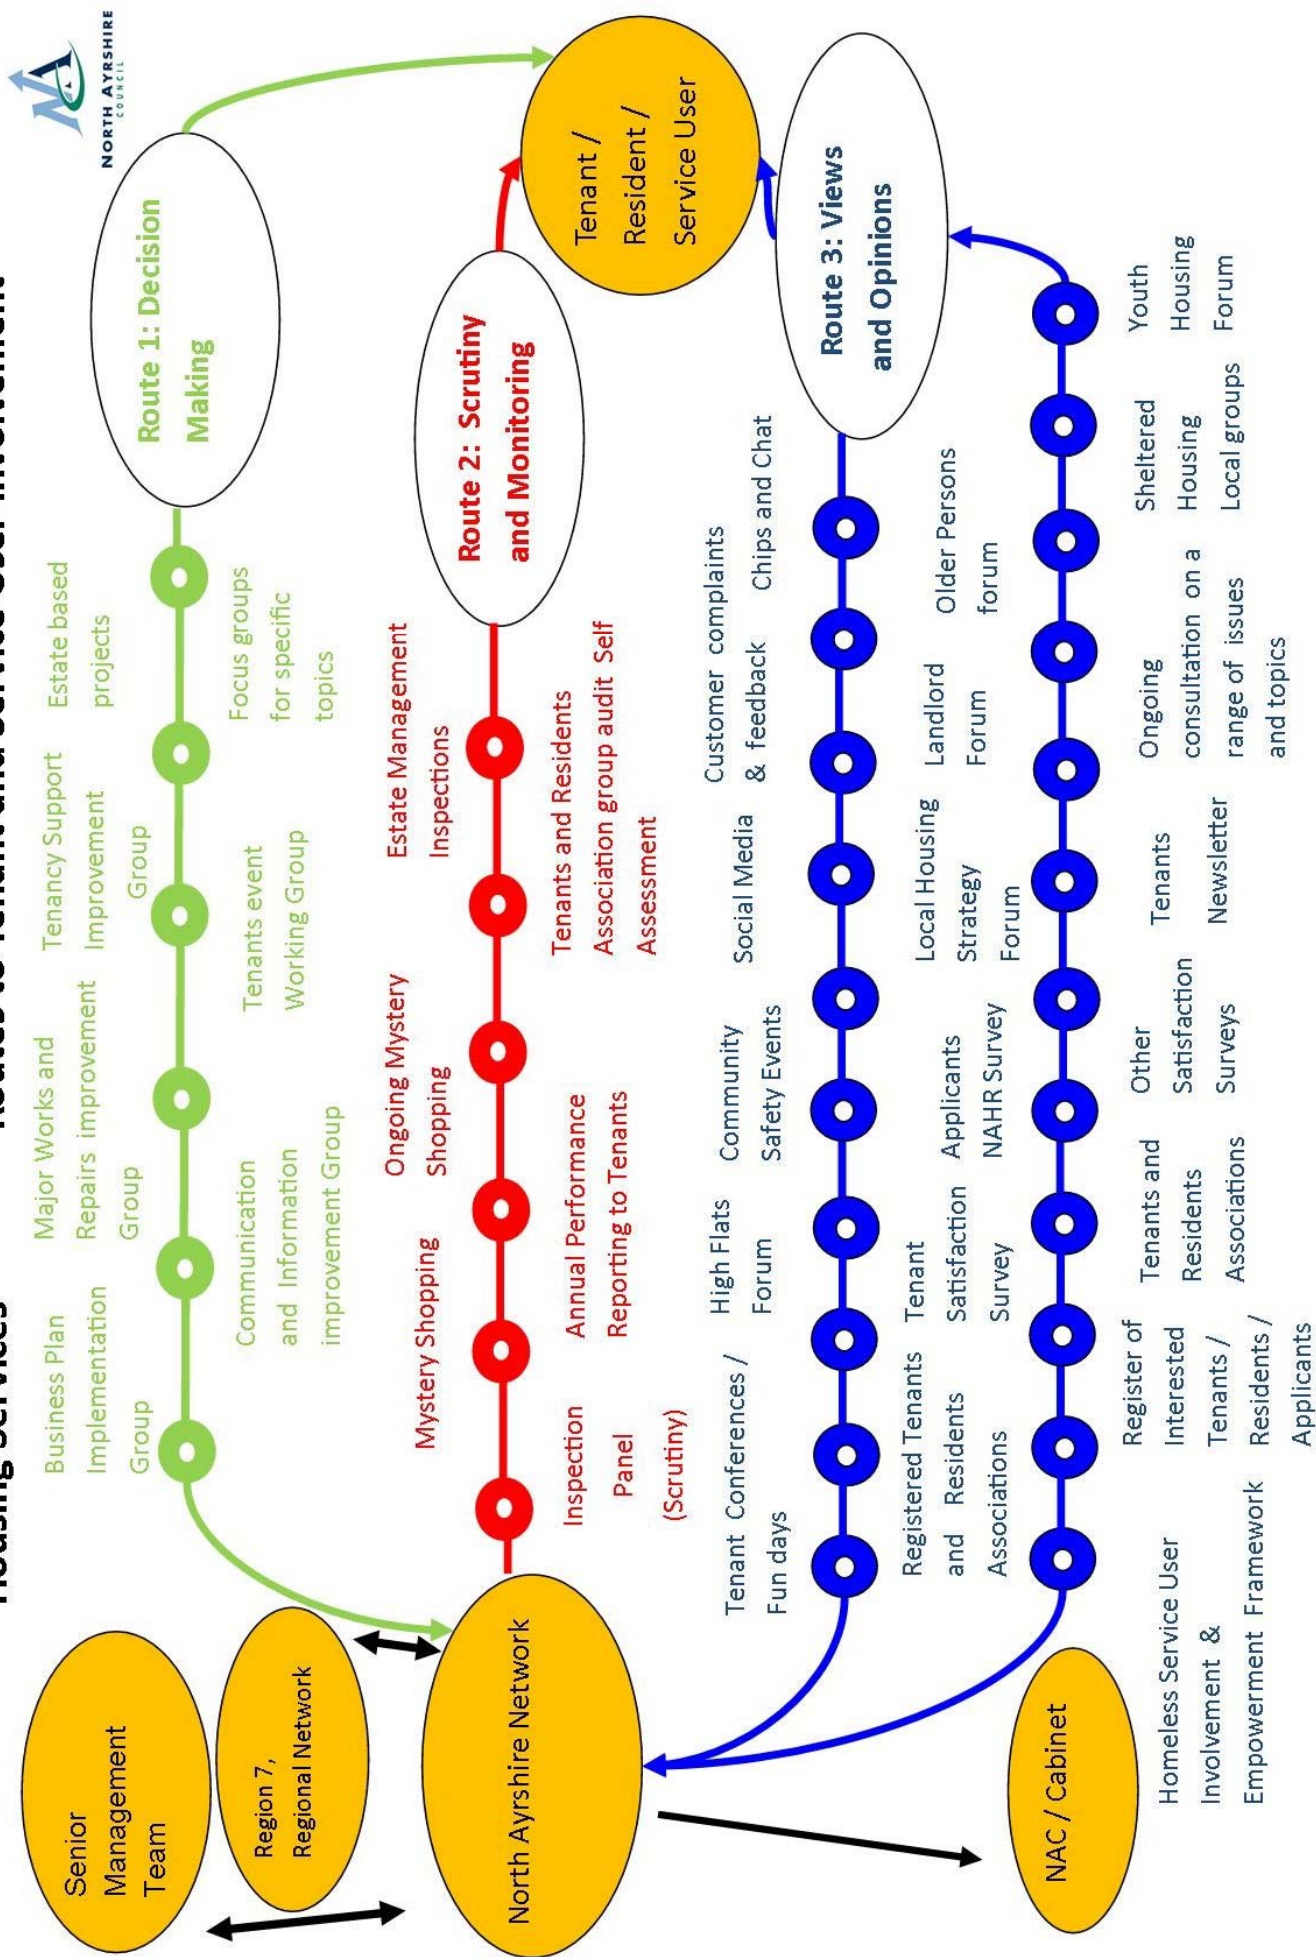 Housing Services
Routes to Tenant and Service User Involvement
NORTH AYRSHIRE
COUNCIL
Senior
Management
Team
Region 7,
Regional Network
North Ayrshire Network
NAC / Cabinet
Business Plan
Implementation
Group
Major Works and
Repairs improvement
Group
Tenancy Support
Improvement
Group
Estate based
projects
Route 1: Decision
Making
Communication
and Information
improvement Group
Tenants event
Working Group
Focus groups
for specific
topics
Mystery Shopping
Ongoing Mystery
Shopping
Estate Management
Inspections
Route 2: Scrutiny
and Monitoring
Inspection
Panel
(Scrutiny)
Annual Performance
Reporting to Tenants
Tenants and Residents
Association group audit Self
Assessment
Tenant /
Resident /
Service User
Tenant Conferences /
Fun days
High Flats
Forum
Community
Safety Events
Social Media
Customer complaints
& feedback
Chips and Chat
Route 3: Views
and Opinions
Registered Tenants
and Residents
Associations
Tenant
Satisfaction
Survey
Applicants
NAHR Survey
Local Housing
Strategy
Forum
Landlord
Forum
Older Persons
forum
Homeless Service User
Involvement &
Empowerment Framework
Register of
Interested
Tenants /
Residents /
Applicants
Tenants and
Residents
Associations
Other
Satisfaction
Surveys
Tenants
Newsletter
Ongoing
consultation on a
range of issues
and topics
Sheltered
Housing
Local groups
Youth
Housing
Forum